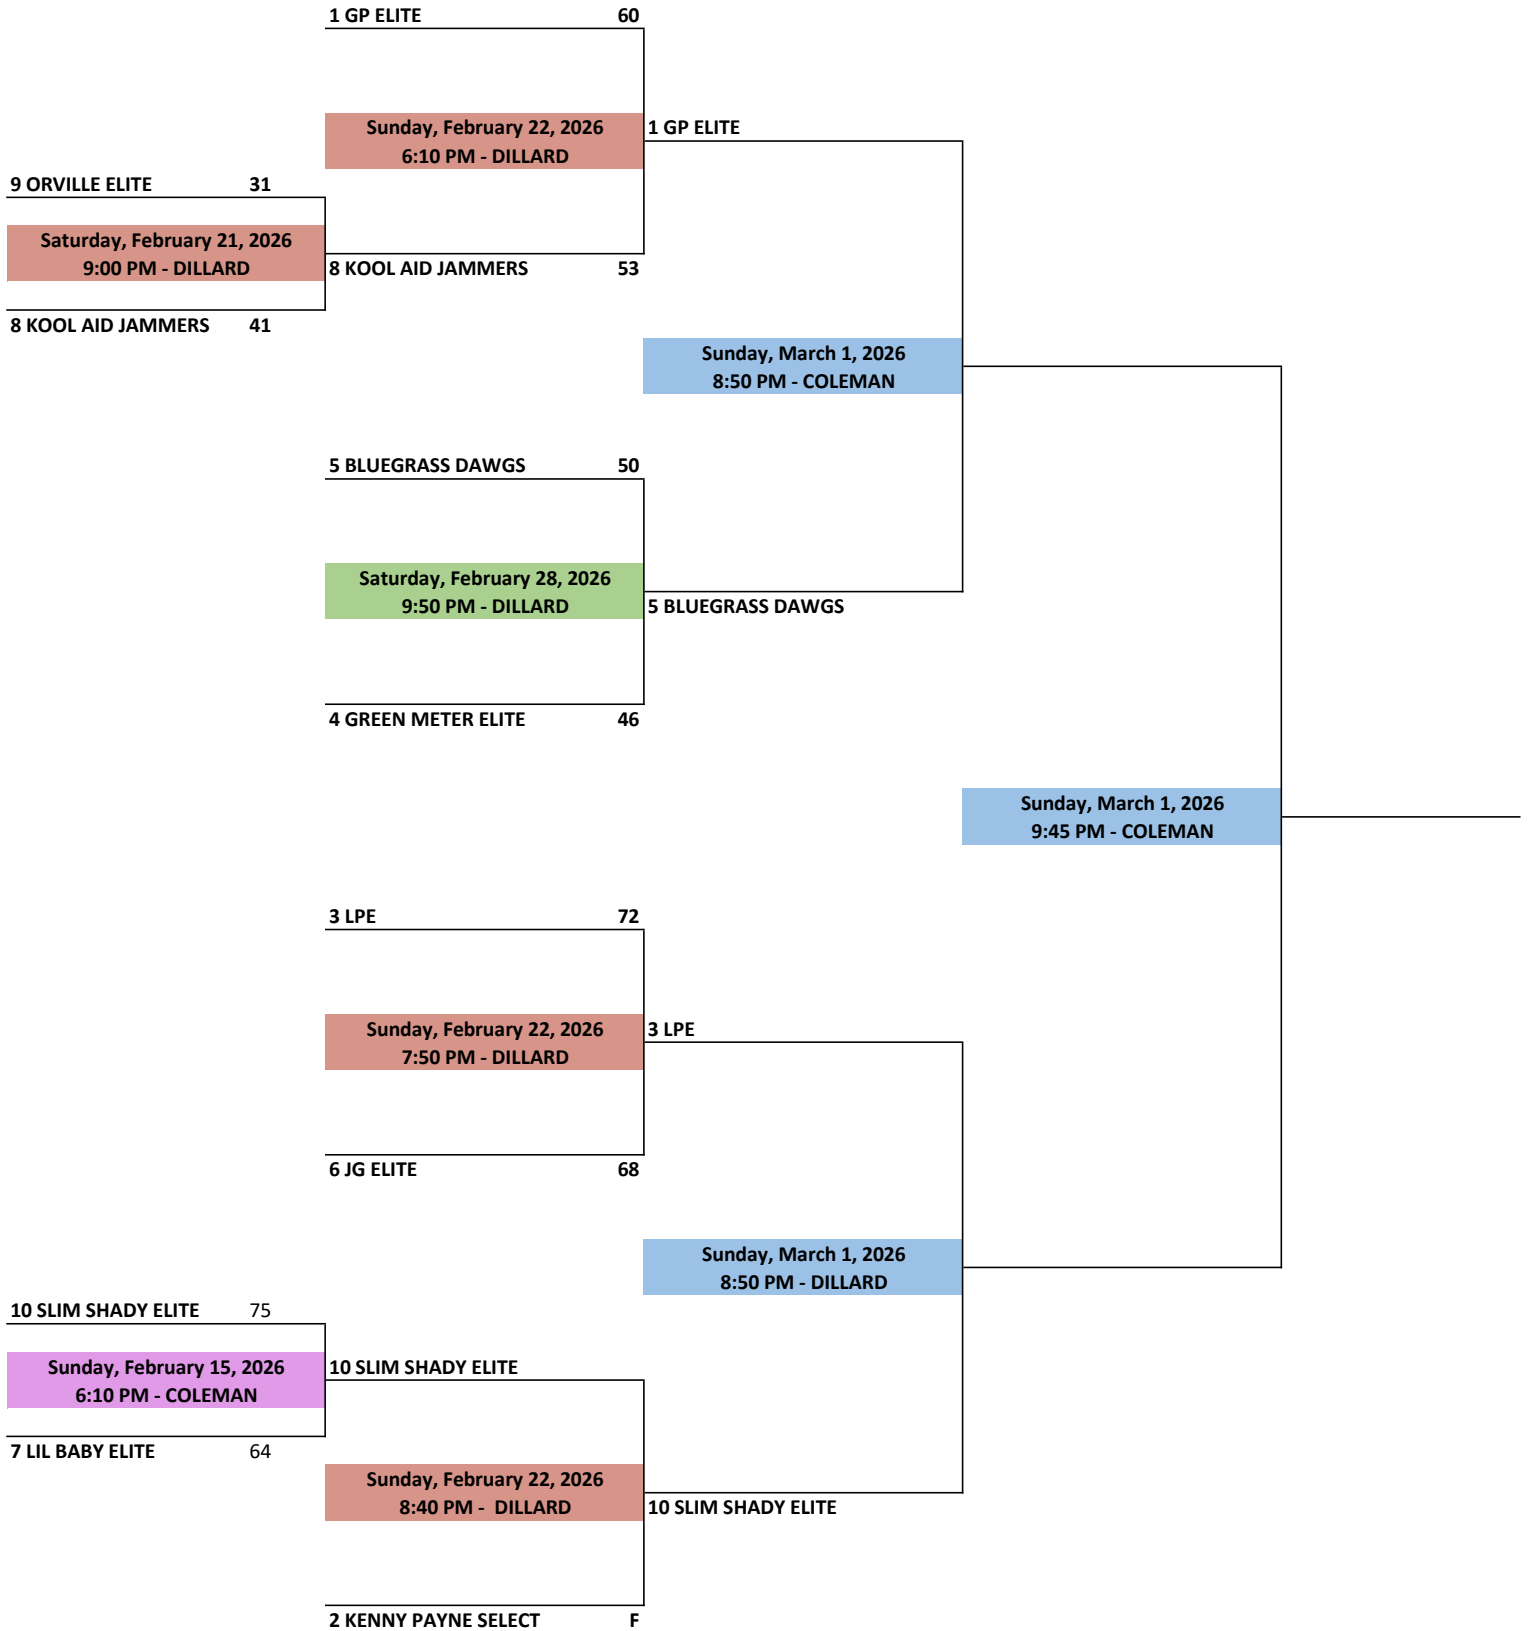 1 GP ELITE 60
Sunday, February 22, 2026
6:10 PM - DILLARD
1 GP ELITE
9 ORVILLE ELITE 31
Saturday, February 21, 2026
9:00 PM - DILLARD
8 KOOL AID JAMMERS 53
8 KOOL AID JAMMERS 41
Sunday, March 1, 2026
8:50 PM - COLEMAN
5 BLUEGRASS DAWGS 50
Saturday, February 28, 2026
9:50 PM - DILLARD
5 BLUEGRASS DAWGS
4 GREEN METER ELITE 46
Sunday, March 1, 2026
9:45 PM - COLEMAN
3 LPE 72
Sunday, February 22, 2026
7:50 PM - DILLARD
3 LPE
6 JG ELITE 68
Sunday, March 1, 2026
8:50 PM - DILLARD
10 SLIM SHADY ELITE 75
Sunday, February 15, 2026
6:10 PM - COLEMAN
10 SLIM SHADY ELITE
7 LIL BABY ELITE 64
Sunday, February 22, 2026
8:40 PM -  DILLARD
10 SLIM SHADY ELITE
2 KENNY PAYNE SELECT F